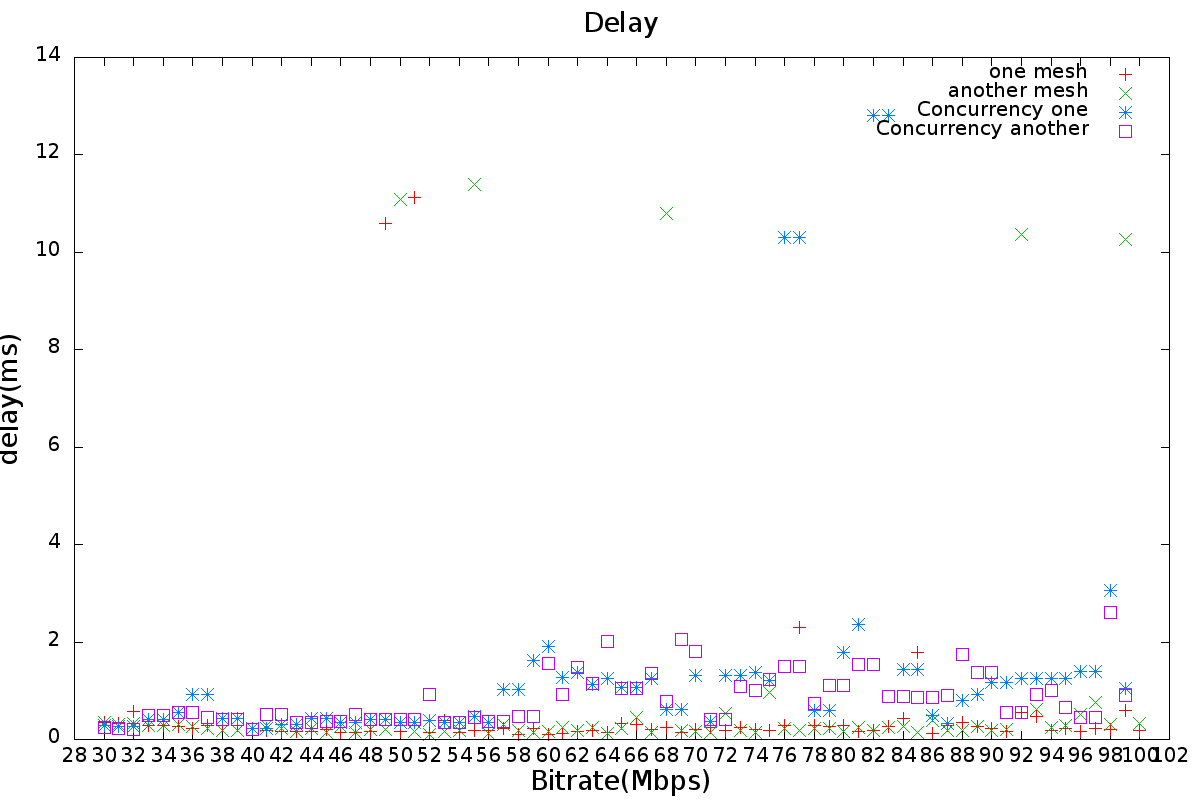 Delay
14
12
10
8
6
4
2
0
delay(ms)
one mesh
another mesh
Concurrency one
Concurrency another
28 30 32 34 36 38 40 42 44 46 48 50 52 54 56 58 60 62 64 66 68 70 72 74 76 78 80 82 84 86 88 90 92 94 96 98 100 102
Bitrate(Mbps)